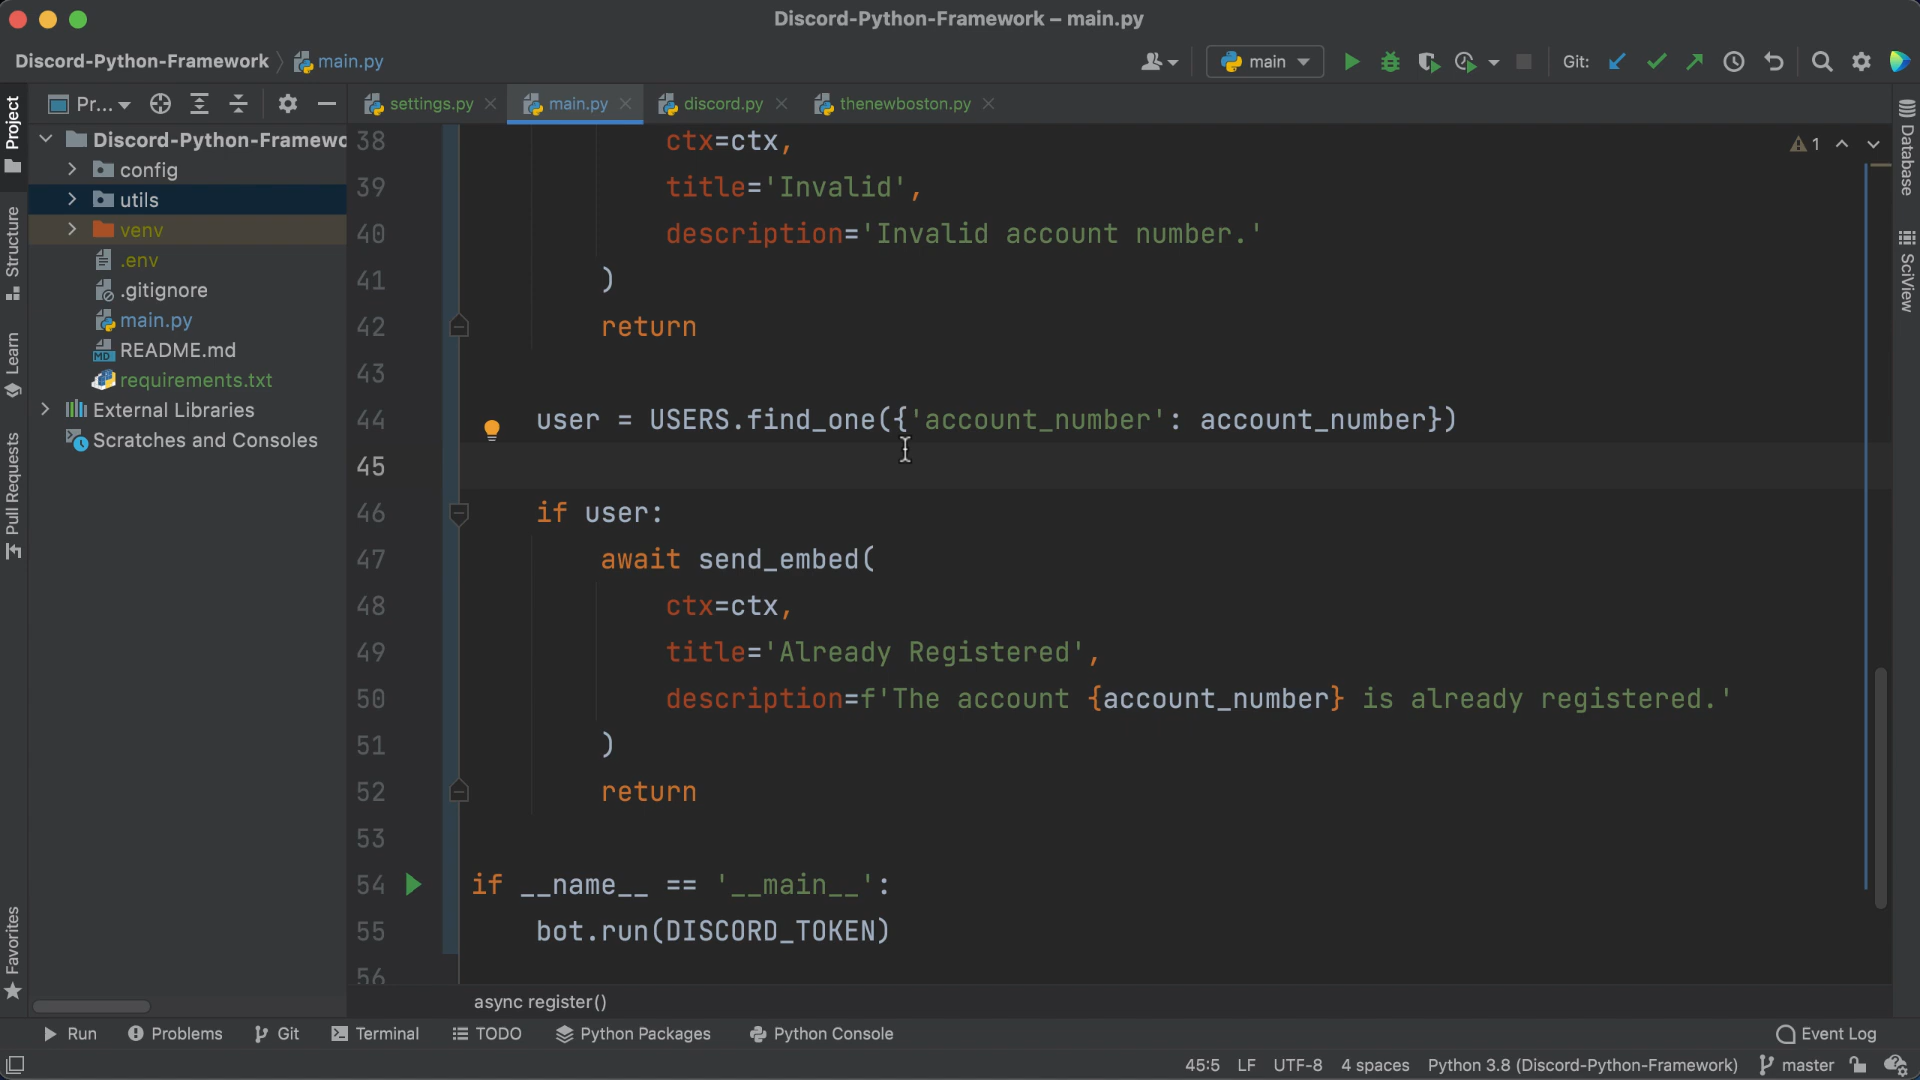 Discord-Python-Framework – main.py
Discord-Python-Framework
main.py
main
Git:
Pr...
settings.py
main.py
discord.py
thenewboston.py
Project
Structure
Learn
Pull Requests
Favorites
Database
SciView
Discord-Python-Framewo
config
utils
venv
.env
.gitignore
main.py
README.md
requirements.txt
External Libraries
Scratches and Consoles
1
38 ctx=ctx,
39 title='Invalid',
40 description='Invalid account number.'
41 )
42 return
43
44 user = USERS.find_one({'account_number': account_number})
45
46 if user:
47 await send_embed(
48 ctx=ctx,
49 title='Already Registered',
50 description=f'The account {account_number} is already registered.'
51 )
52 return
53
54 if __name__ == '__main__':
55 bot.run(DISCORD_TOKEN)
56
async register()
Run
Problems
Git
Terminal
TODO
Python Packages
Python Console
Event Log
45:5 LF UTF-8 4 spaces Python 3.8 (Discord-Python-Framework) master